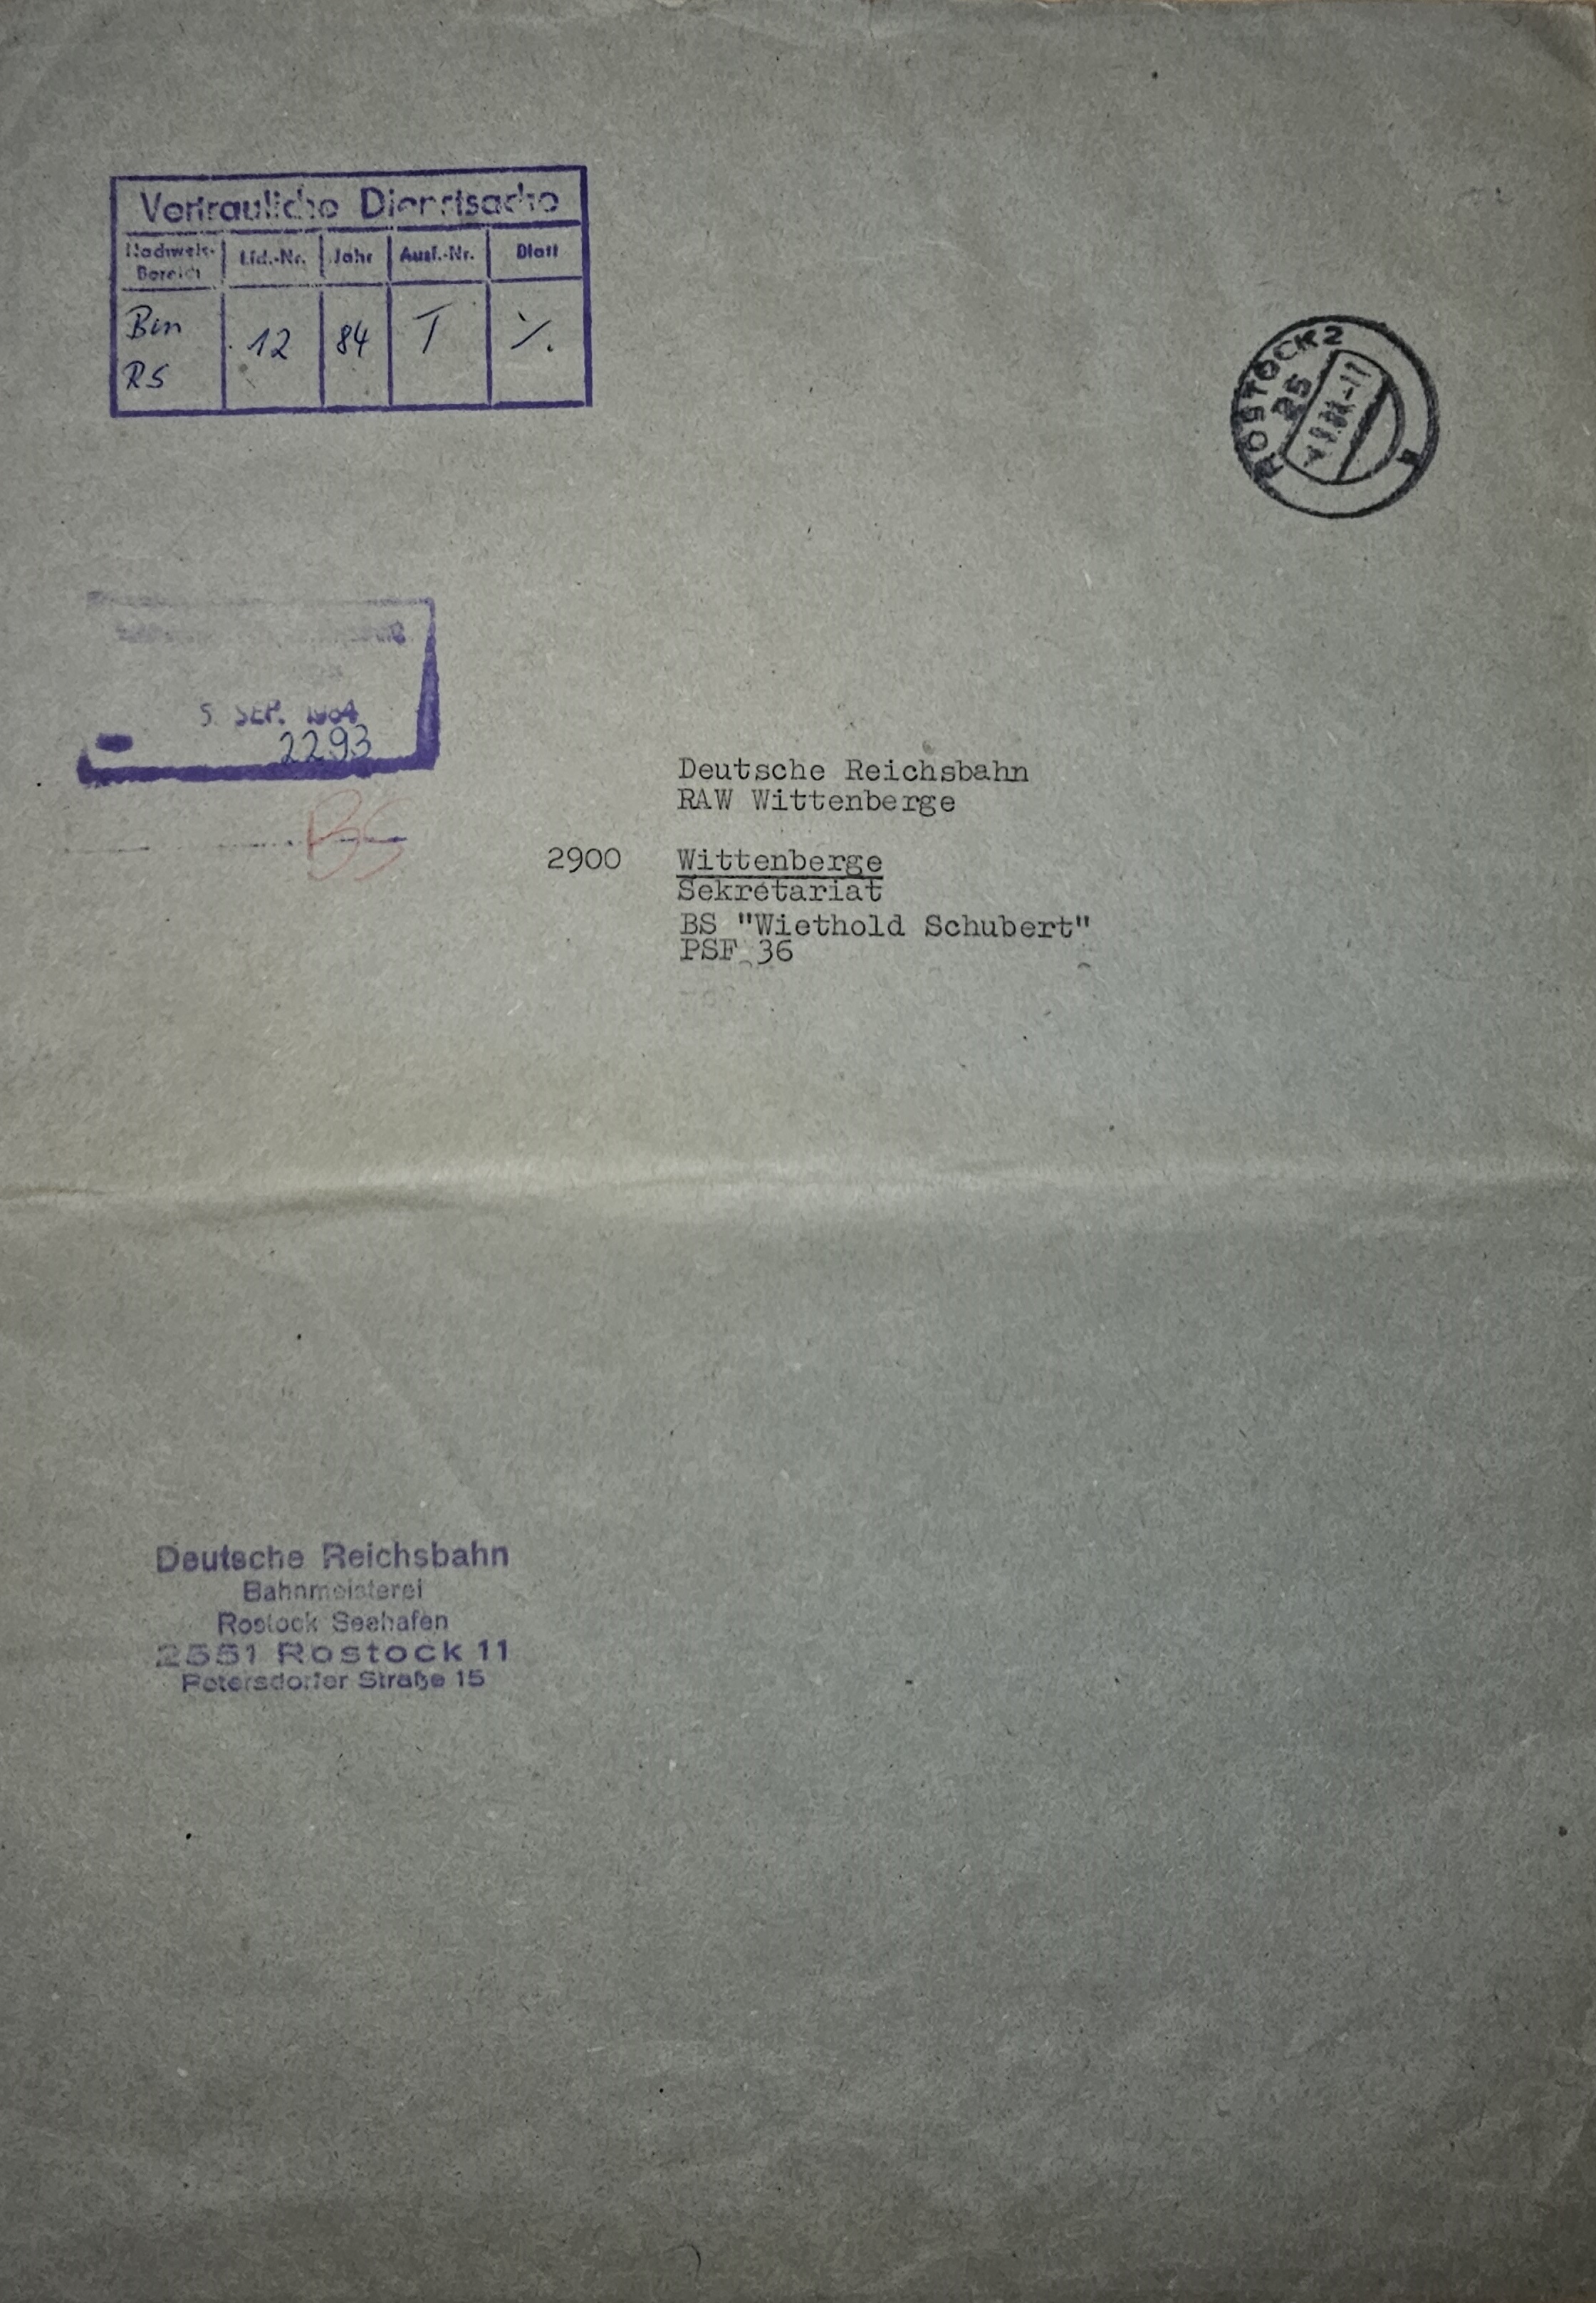 Vertrauliche Dienstsache
Nachweis-
Bereich
Lfd.-Nr.
Jahr
Ausf.-Nr.
Blatt
Bm
RS
12
84
T
./.
ROSTOCK 2
25
5. SEP. 1984
2293
BS
Deutsche Reichsbahn
RAW Wittenberge
2900 Wittenberge
Sekretariat
BS "Wiethold Schubert"
PSF 36
Deutsche Reichsbahn
Bahnmeisterei
Rostock Seehafen
2551 Rostock 11
Petersdorfer Straße 15